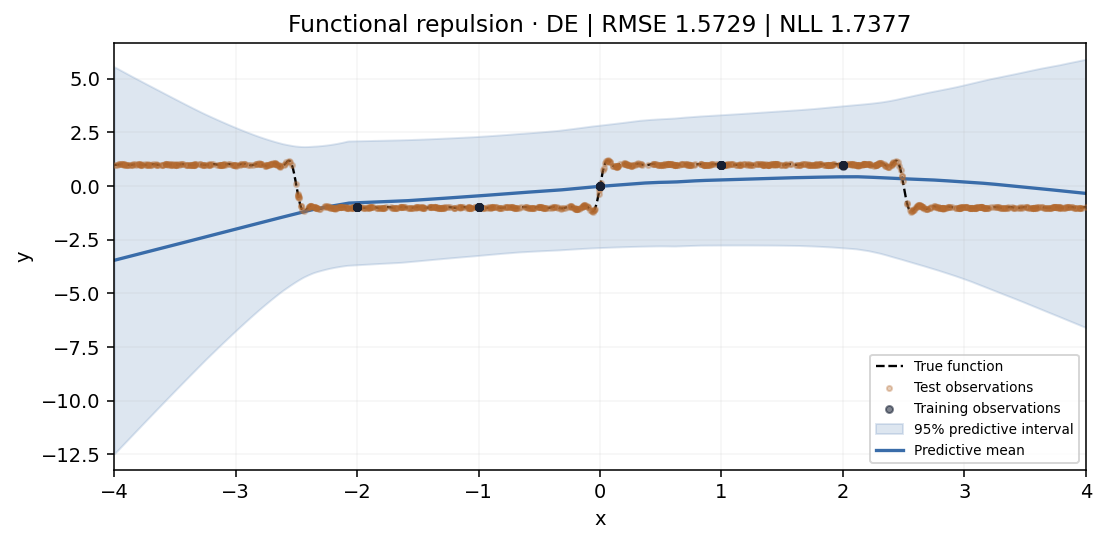 Functional repulsion · DE | RMSE 1.5729 | NLL 1.7377
5.0
2.5
0.0
−2.5
−5.0
−7.5
−10.0
−12.5
y
True function
Test observations
Training observations
95% predictive interval
Predictive mean
−4 −3 −2 −1 0 1 2 3 4
x